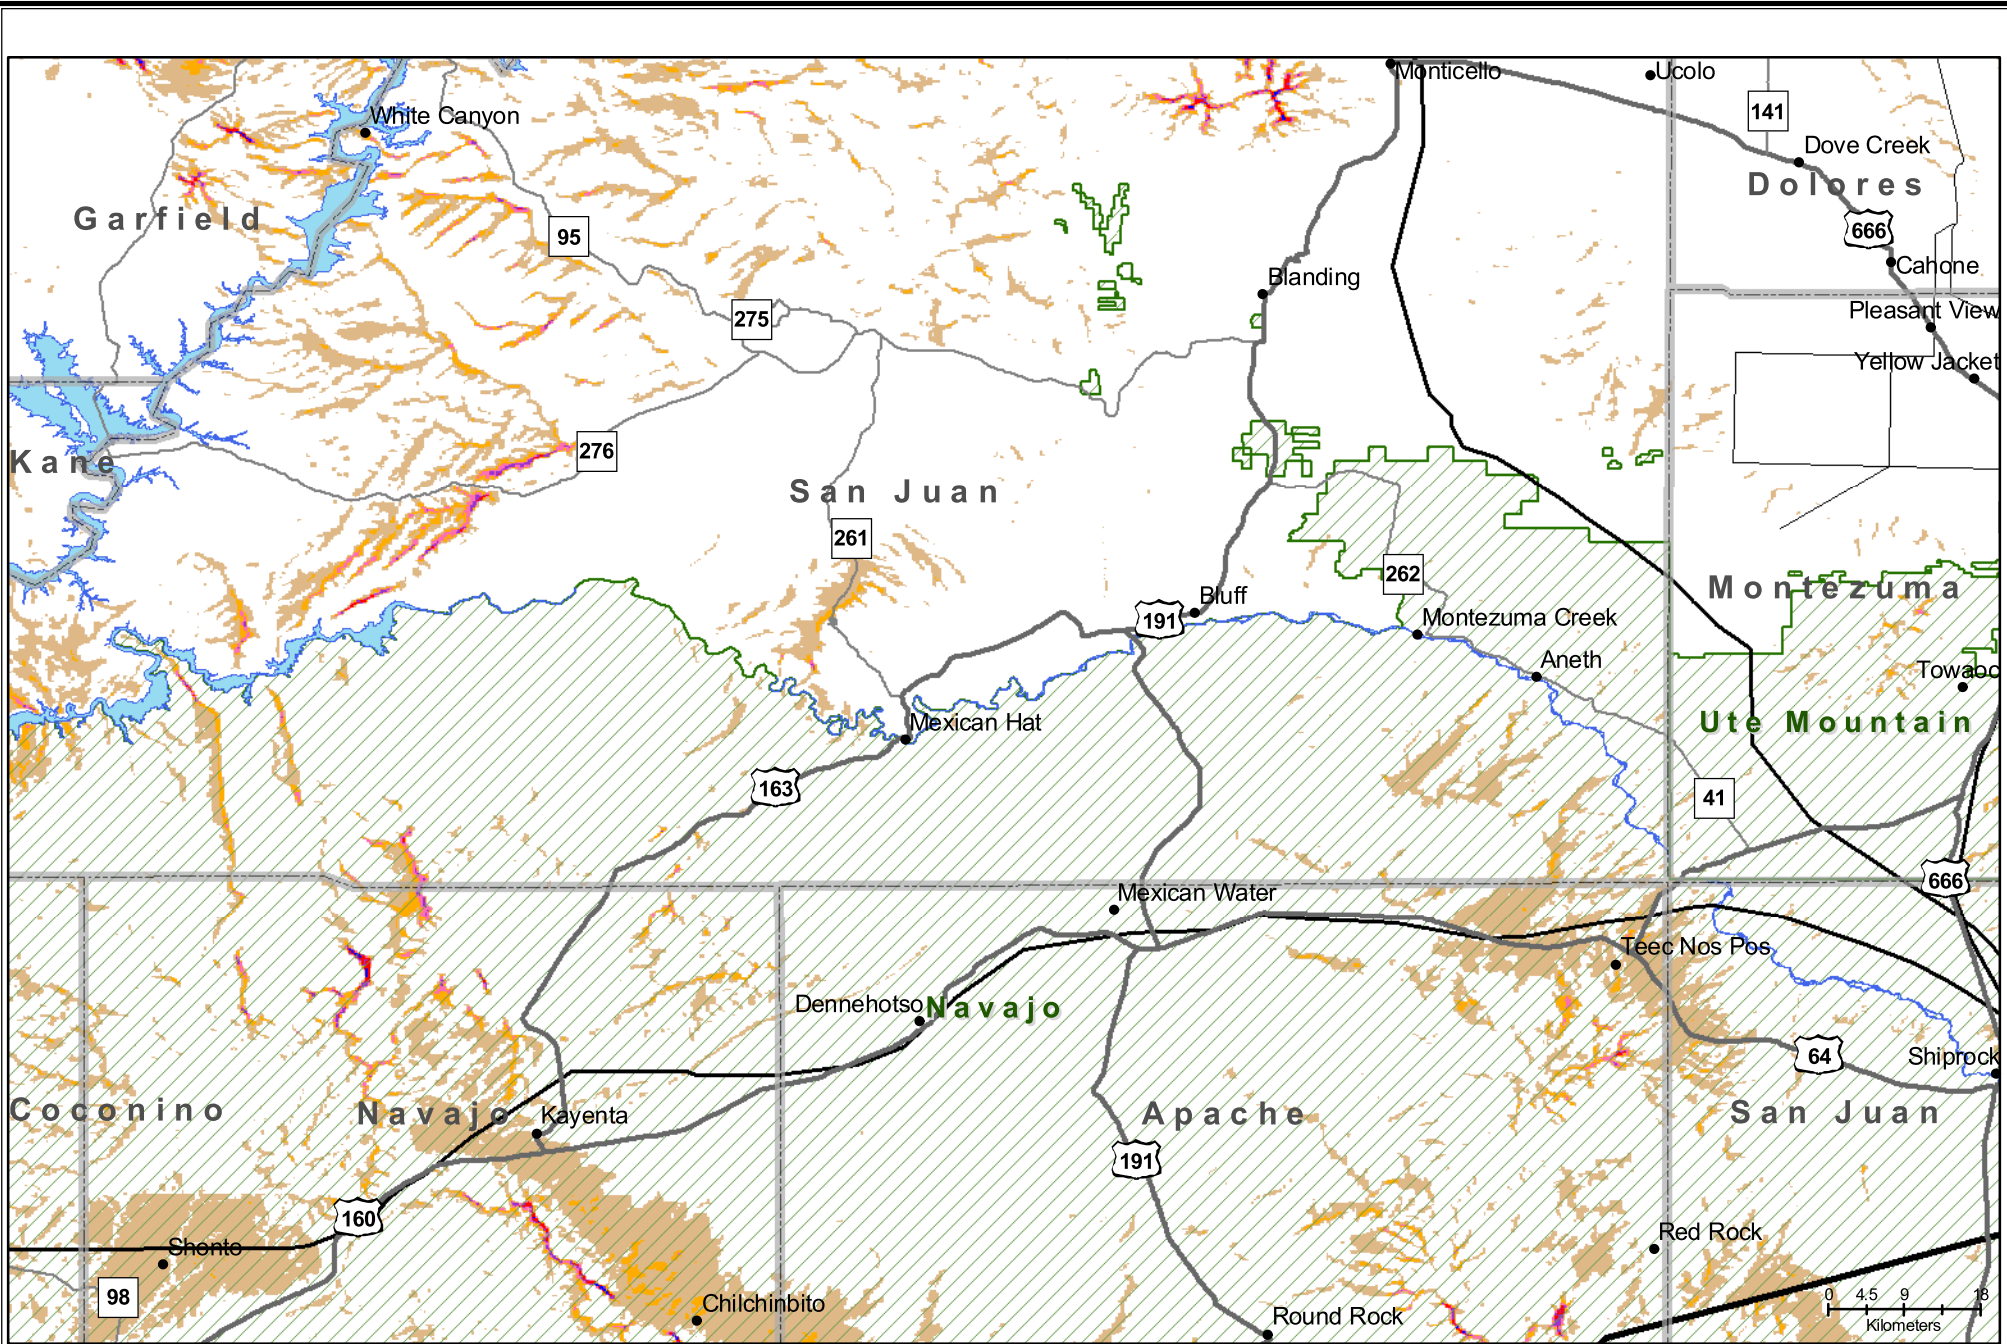 Monticello
Ucolo
141
White Canyon
Dove Creek
Dolores
Garfield
666
95
Cahone
Blanding
Pleasant View
275
Yellow Jacket
276
Kane
San Juan
261
262
Montezuma
Bluff
191
Montezuma Creek
Aneth
Towaoc
Mexican Hat
Ute Mountain
163
41
666
Mexican Water
Teec Nos Pos
Dennehotso
Navajo
64
Shiprock
Coconino
Navajo
Kayenta
Apache
San Juan
191
160
Red Rock
Shonto
98
Chilchinbito
0 4.5 9 18
Kilometers
Round Rock